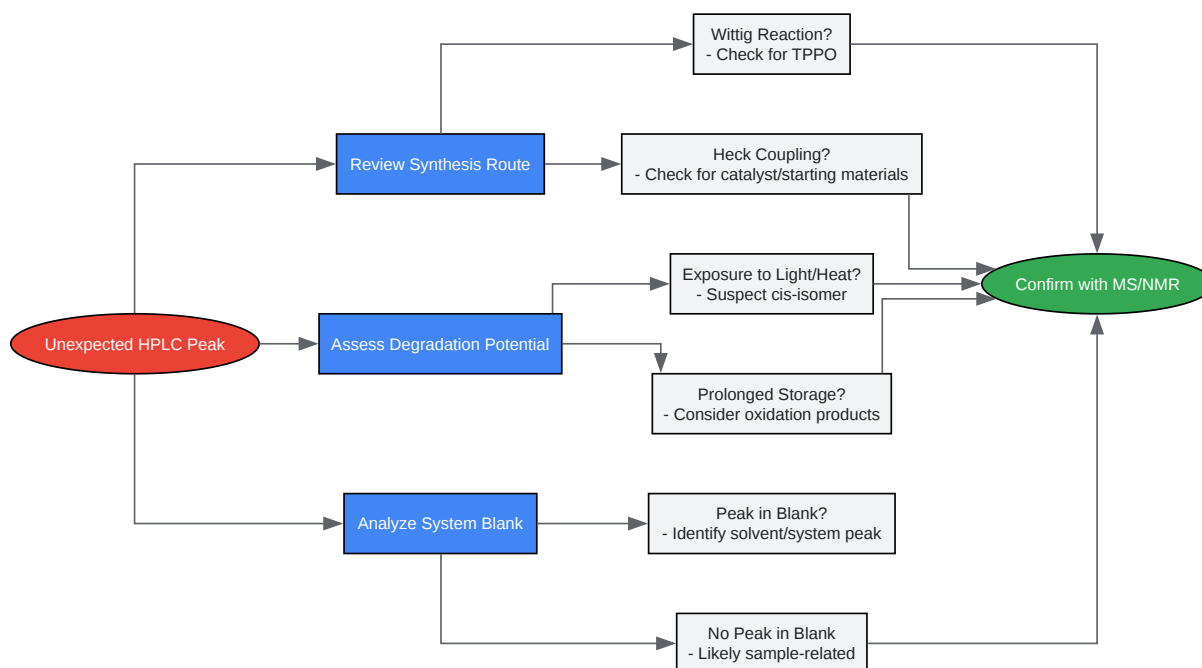 Wittig Reaction?
- Check for TPPO
Review Synthesis Route
Heck Coupling?
- Check for catalyst/starting materials
Exposure to Light/Heat?
- Suspect cis-isomer
Confirm with MS/NMR
Unexpected HPLC Peak
Assess Degradation Potential
Prolonged Storage?
- Consider oxidation products
Analyze System Blank
Peak in Blank?
- Identify solvent/system peak
No Peak in Blank
- Likely sample-related